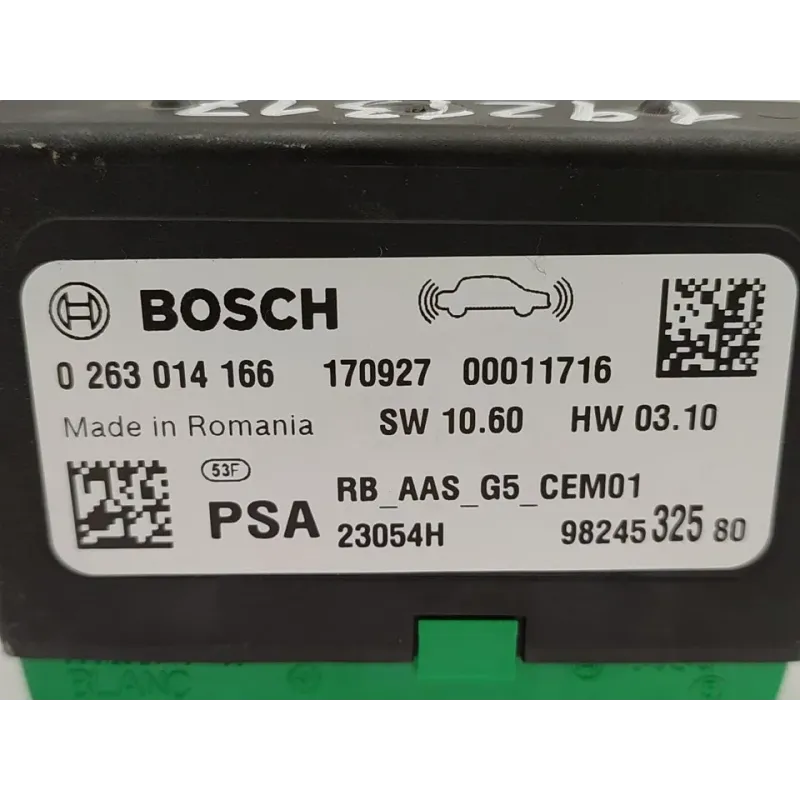 BOSCH
0 263 014 166 170927 00011716
Made in Romania SW 10.60 HW 03.10
53F
PSA
RB_AAS_G5_CEM01
23054H 98245 325 80
BLANC